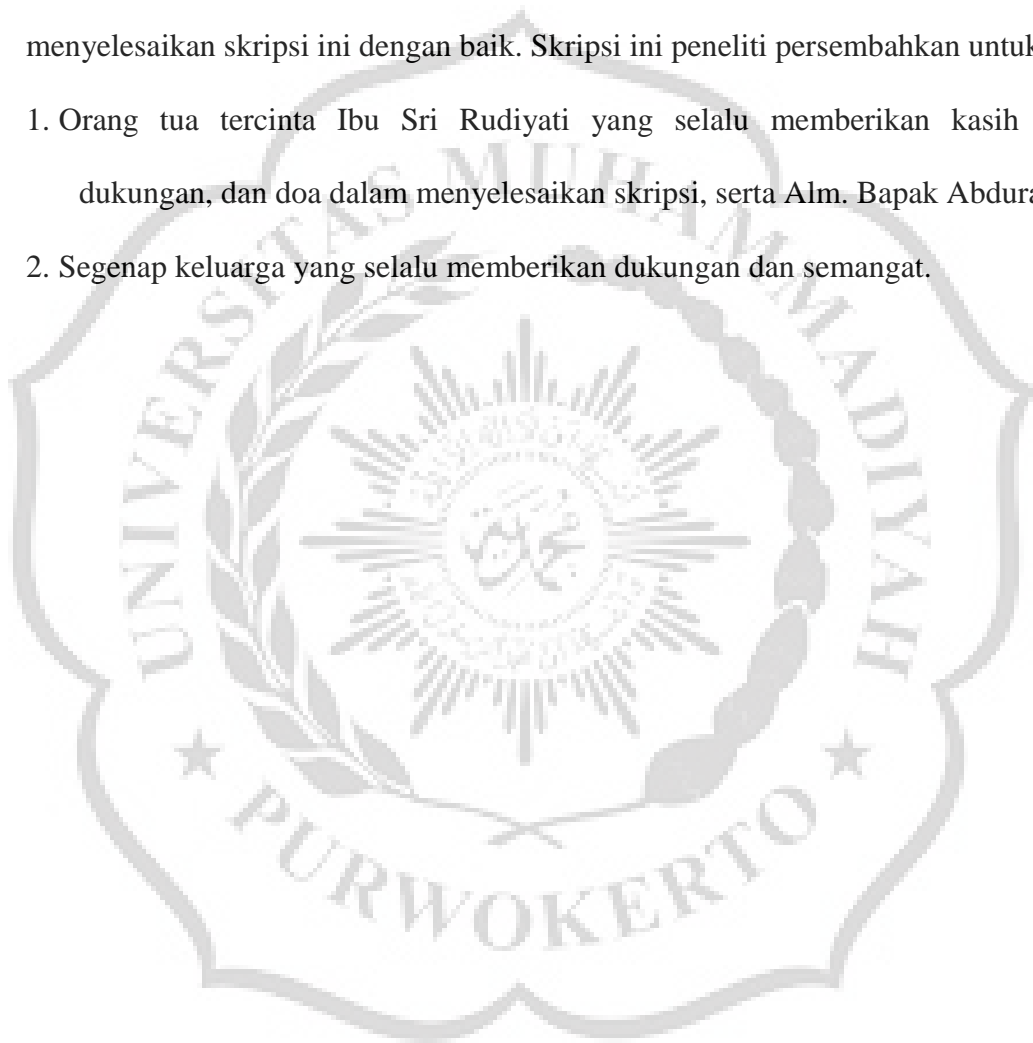 menyelesaikan skripsi ini dengan baik. Skripsi ini peneliti persembahkan untuk
1. Orang tua tercinta Ibu Sri Rudiyati yang selalu memberikan kasih
dukungan, dan doa dalam menyelesaikan skripsi, serta Alm. Bapak
2. Segenap keluarga yang selalu memberikan dukungan dan semangat.
UNIVERSITAS MUHAMMADIYAH
PURWOKERTO